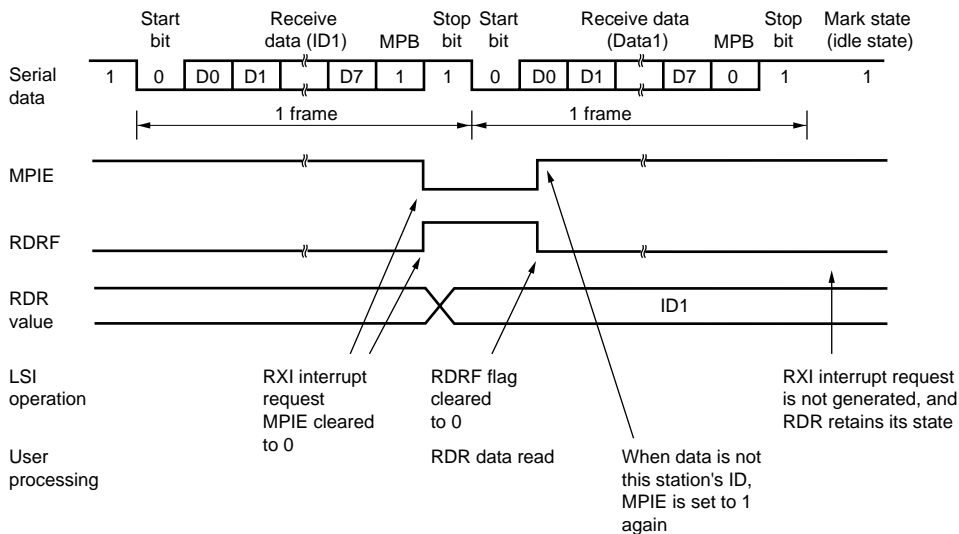 Start bit
Receive data (ID1)
MPB
Stop bit
Start bit
Receive data (Data1)
MPB
Stop bit
Mark state (idle state)
Serial data
1 0 D0 D1 D7 1 1 0 D0 D1 D7 0 1 1
1 frame
1 frame
MPIE
RDRF
RDR value
ID1
LSI operation
RXI interrupt
request
MPIE cleared
to 0
RDRF flag
cleared
to 0
RXI interrupt request
is not generated, and
RDR retains its state
User processing
RDR data read
When data is not
this station's ID,
MPIE is set to 1
again